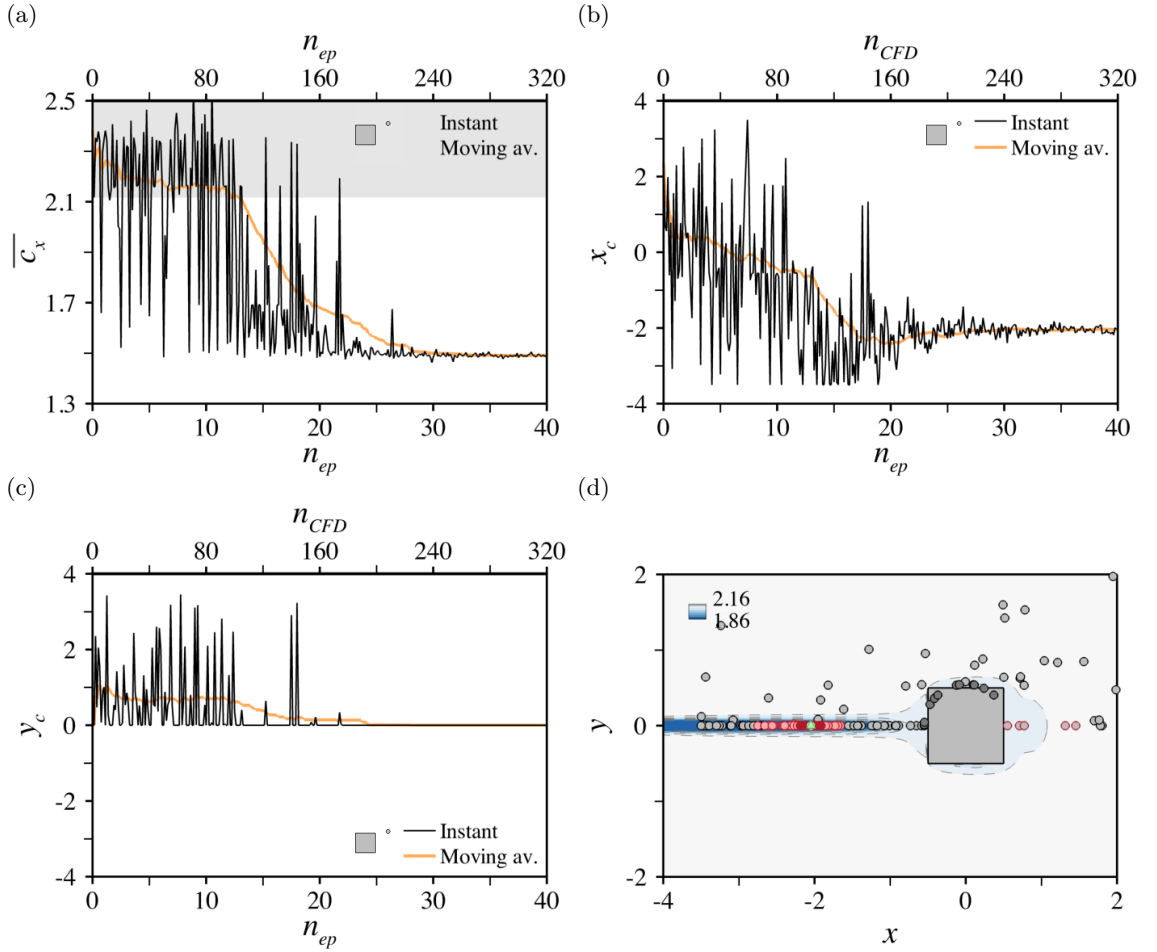 (a)
n_ep
0 80 160 240 320
2.5
2.1
1.7
1.3
c_x
Instant
Moving av.
0 10 20 30 40
n_ep
(b)
n_CFD
0 80 160 240 320
4
2
0
-2
-4
x_c
Instant
Moving av.
0 10 20 30 40
n_ep
(c)
n_CFD
0 80 160 240 320
4
2
0
-2
-4
y_c
Instant
Moving av.
0 10 20 30 40
n_ep
(d)
2
0
-2
y
2.16
1.86
-4 -2 0 2
x